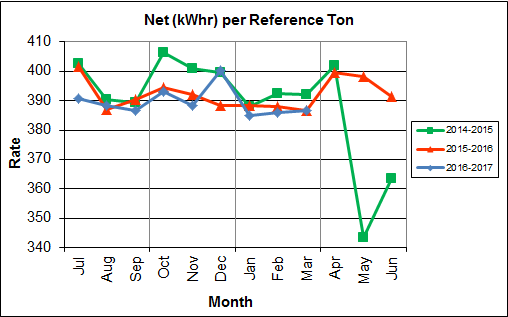 Net (kWhr) per Reference Ton
410
400
390
380
370
360
350
340
Rate
Jul
Aug
Sep
Oct
Nov
Dec
Jan
Feb
Mar
Apr
May
Jun
Month
2014-2015
2015-2016
2016-2017